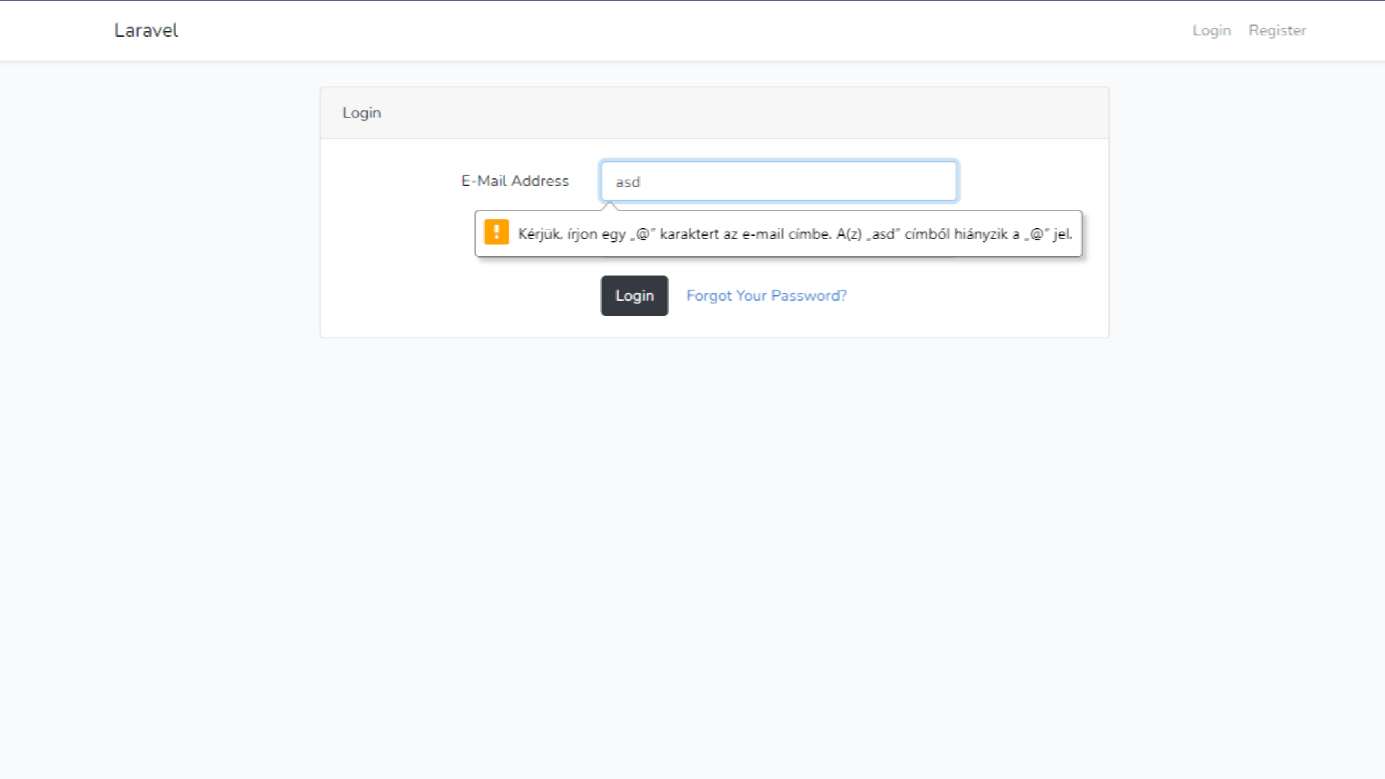 Laravel
Login Register
Login
E-Mail Address
asd
Kérjük, írjon egy „@” karaktert az e-mail címbe. A(z) „asd” címből hiányzik a „@” jel.
Login
Forgot Your Password?